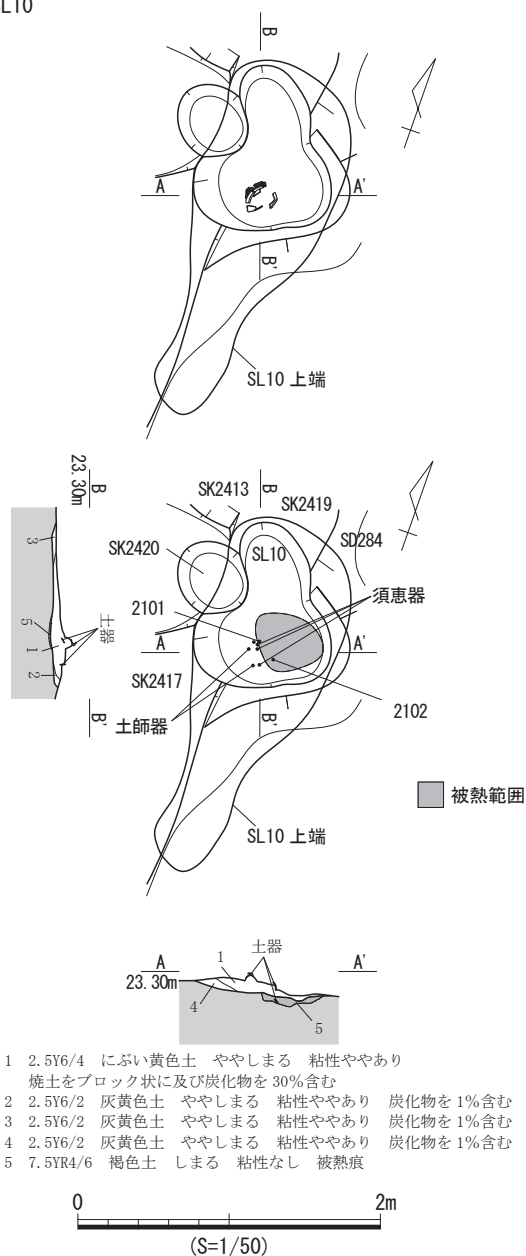 SL10
B
A
A'
B'
SL10 上端
23.30m
B
3
5
1
2
土器
B'
SK2413
B
SK2419
SK2420
SL10
SD284
2101
須恵器
A
A'
SK2417
土師器
B'
2102
被熱範囲
SL10 上端
土器
A
1
A'
23.30m
4
5
1 2.5Y6/4 にぶい黄色土 ややしまる 粘性ややあり
焼土をブロック状に及び炭化物を30%含む
2 2.5Y6/2 灰黄色土 ややしまる 粘性ややあり 炭化物を1%含む
3 2.5Y6/2 灰黄色土 ややしまる 粘性ややあり 炭化物を1%含む
4 2.5Y6/2 灰黄色土 ややしまる 粘性ややあり 炭化物を1%含む
5 7.5YR4/6 褐色土 しまる 粘性なし 被熱痕
0 2m
(S=1/50)